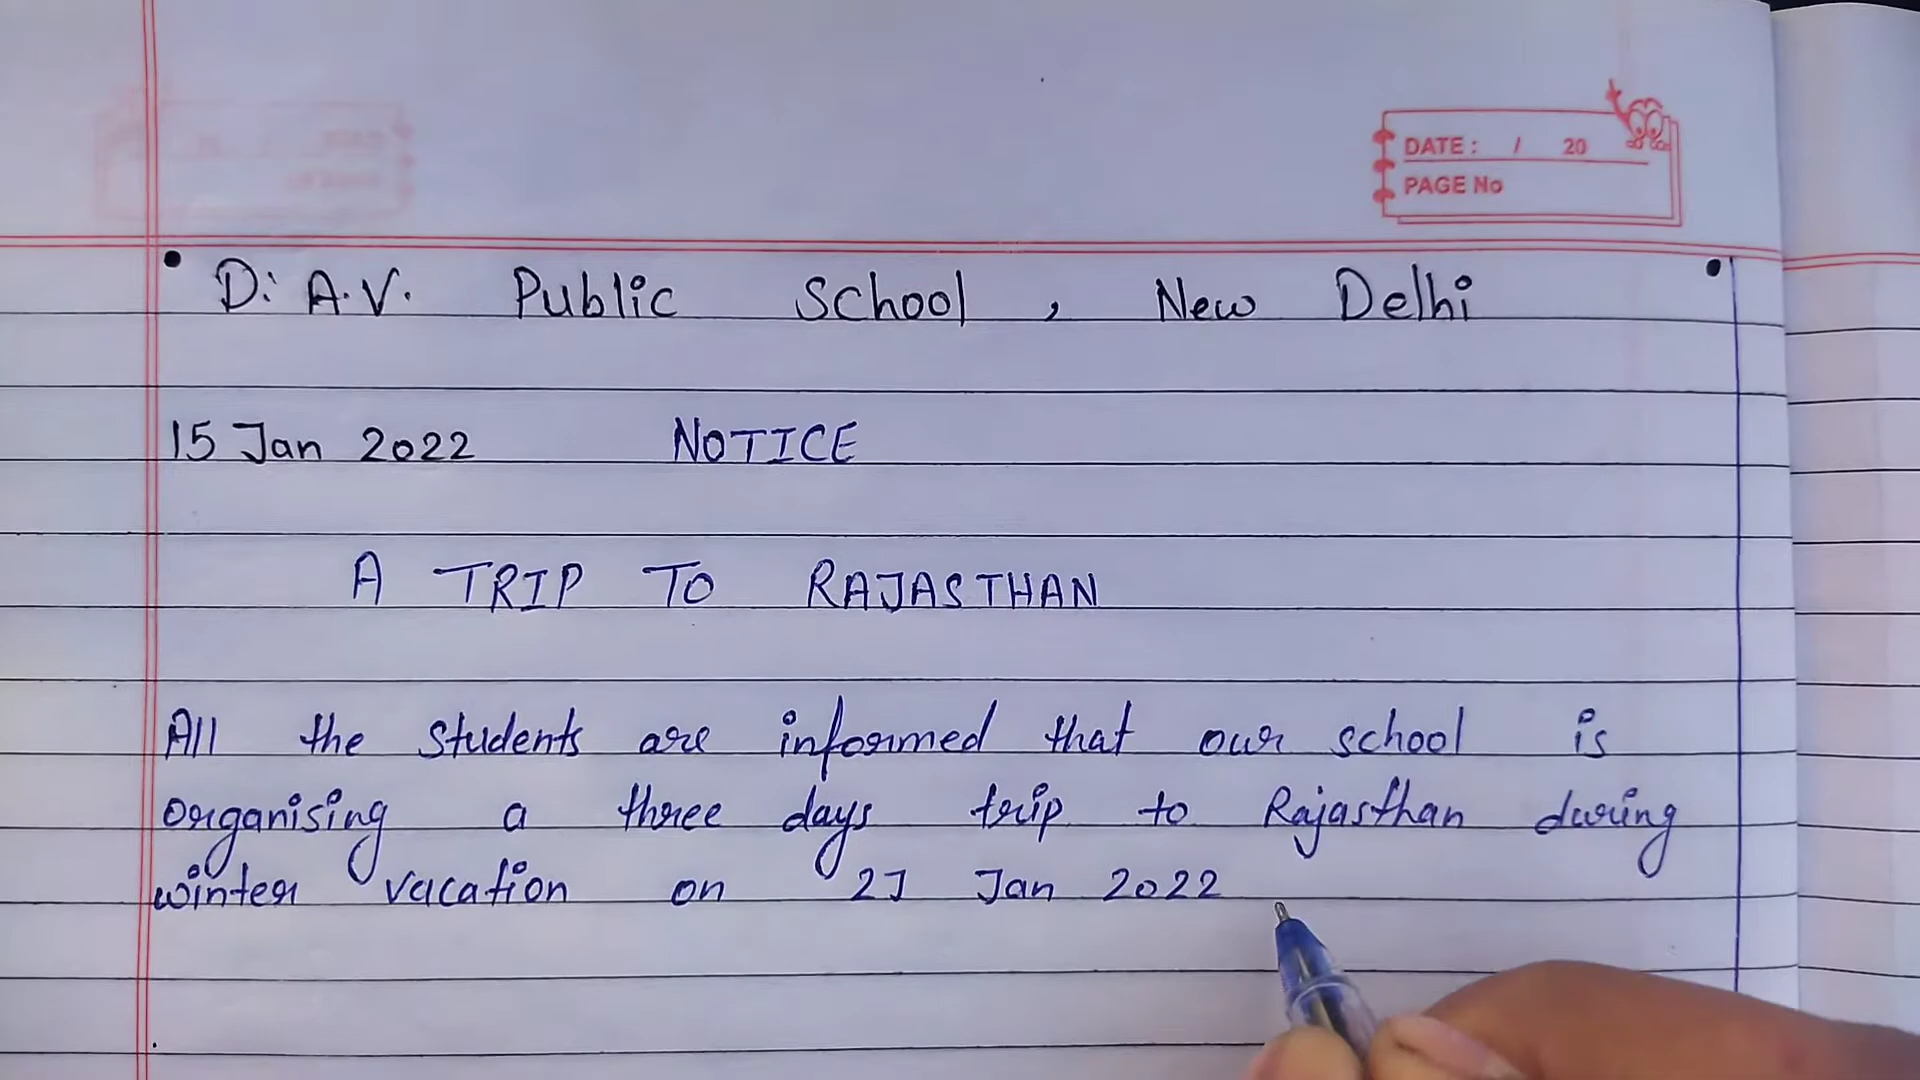 DATE: / 20
PAGE No
D. A.V. Public School, New Delhi
15 Jan 2022 NOTICE
A TRIP TO RAJASTHAN
All the students are informed that our school is
organising a three days trip to Rajasthan during
winter vacation on 21 Jan 2022